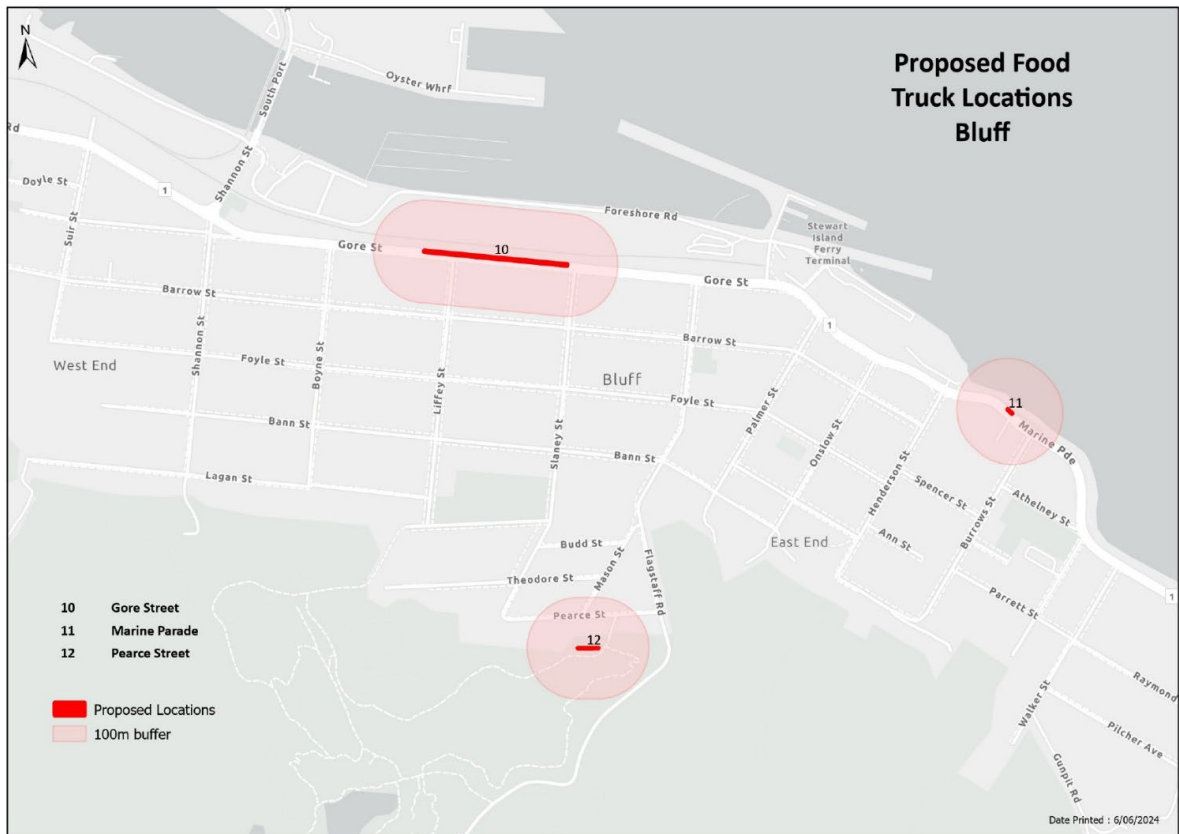 N
Proposed Food
Truck Locations
Bluff
South Port
Oyster Whrf
Rd
Doyle St
1
Shannon St
Suir St
Foreshore Rd
Stewart
Island
Ferry
Terminal
Gore St
10
Gore St
Barrow St
1
Barrow St
West End
Shannon St
Boyne St
Foyle St
Liffey St
Bluff
Foyle St
Slaney St
Palmer St
Onslow St
11
Marine Pde
Bann St
Bann St
Henderson St
Spencer St
Lagan St
Burrows St
Athelney St
Ann St
East End
Budd St
Mason St
Flagstaff Rd
Theodore St
Pearce St
Parrett St
1
12
10 Gore Street
11 Marine Parade
12 Pearce Street
Raymond
Walker St
Pilcher Ave
Gunpit Rd
Proposed Locations
100m buffer
Date Printed : 6/06/2024